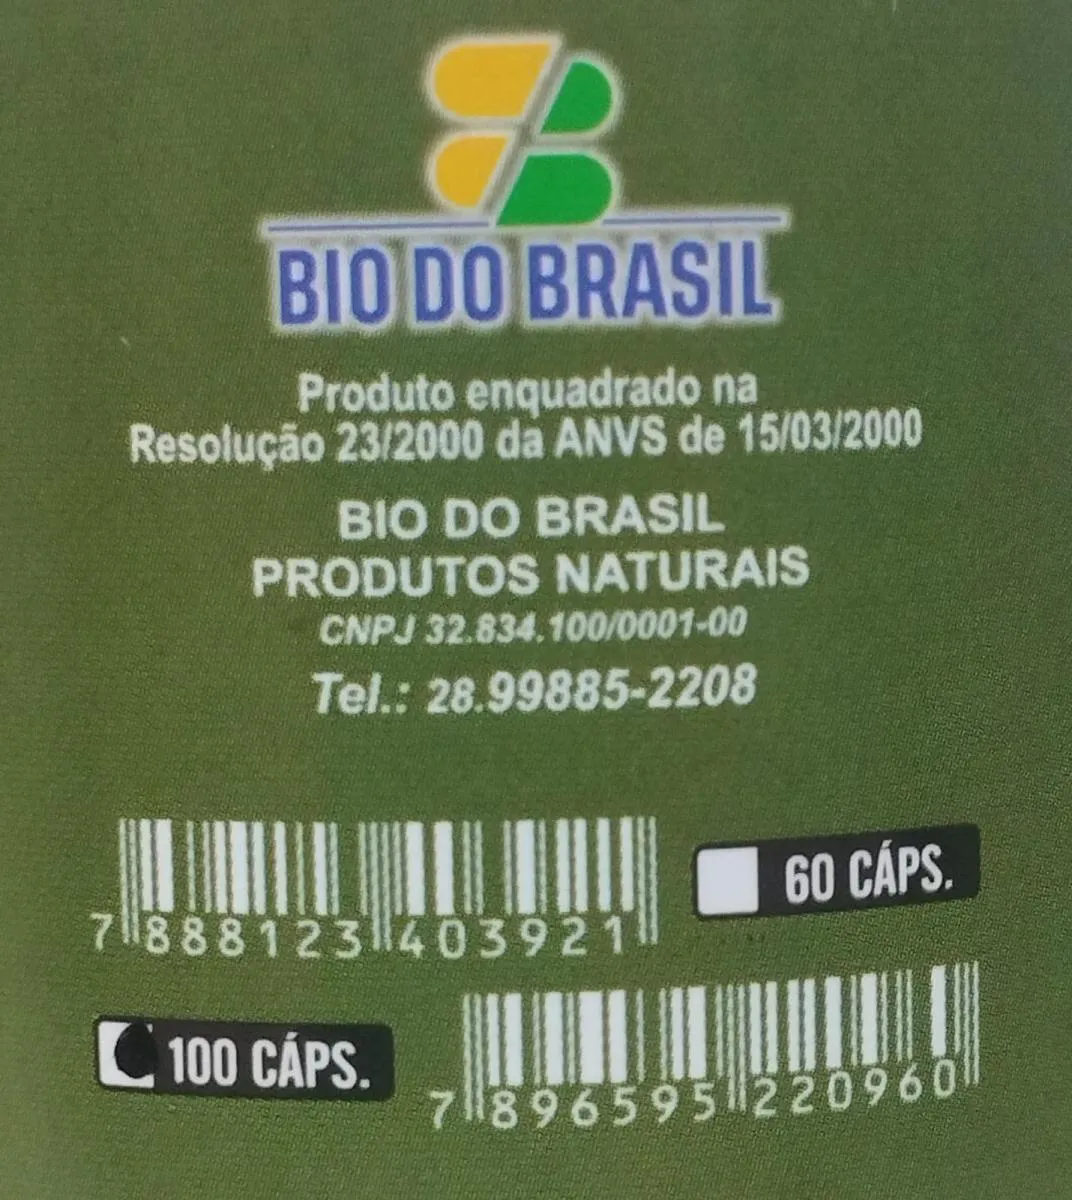 BIO DO BRASIL
Produto enquadrado na
Resolução 23/2000 da ANVS de 15/03/2000
BIO DO BRASIL
PRODUTOS NATURAIS
CNPJ 32.834.100/0001-00
Tel.: 28.99885-2208
60 CÁPS.
7 888123 403921
100 CÁPS.
7 896595 220960